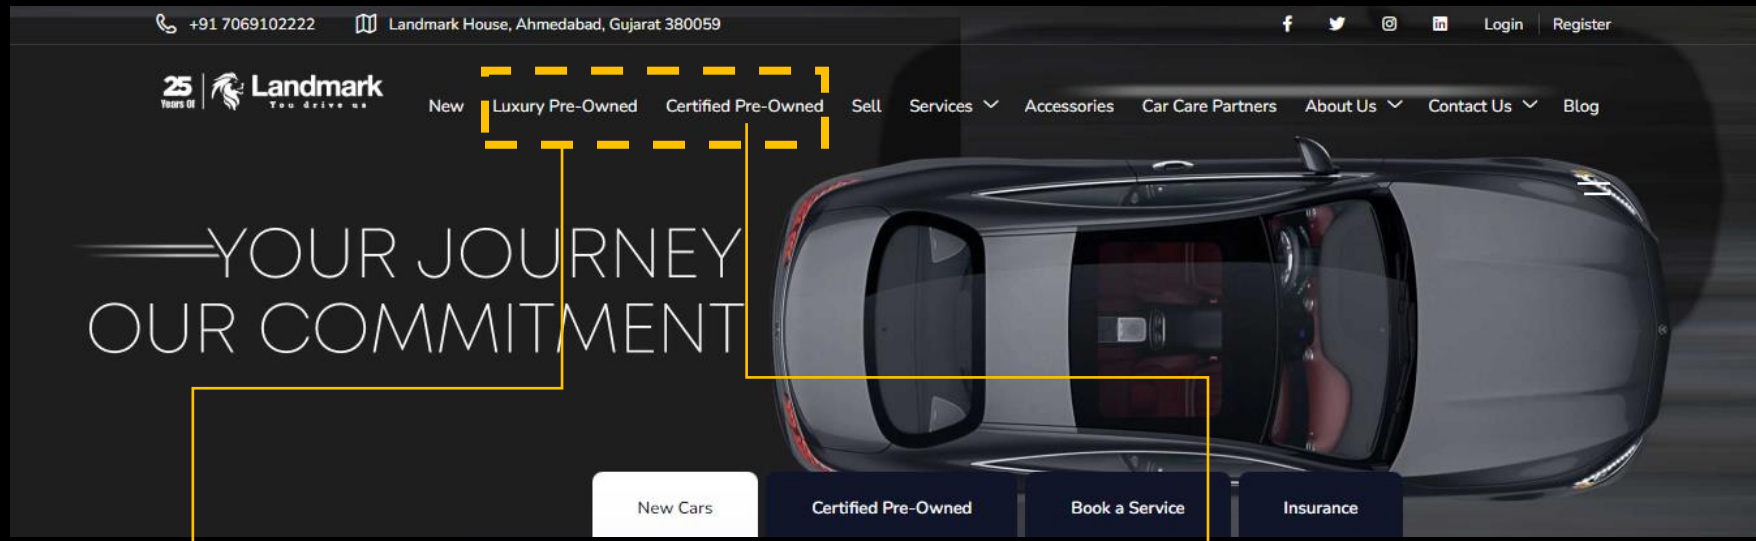 +91 7069102222 Landmark House, Ahmedabad, Gujarat 380059 Login Register
25 Years Of Landmark
You drive us
New Luxury Pre-Owned Certified Pre-Owned Sell Services Accessories Car Care Partners About Us Contact Us Blog
YOUR JOURNEY
OUR COMMITMENT
New Cars Certified Pre-Owned Book a Service Insurance